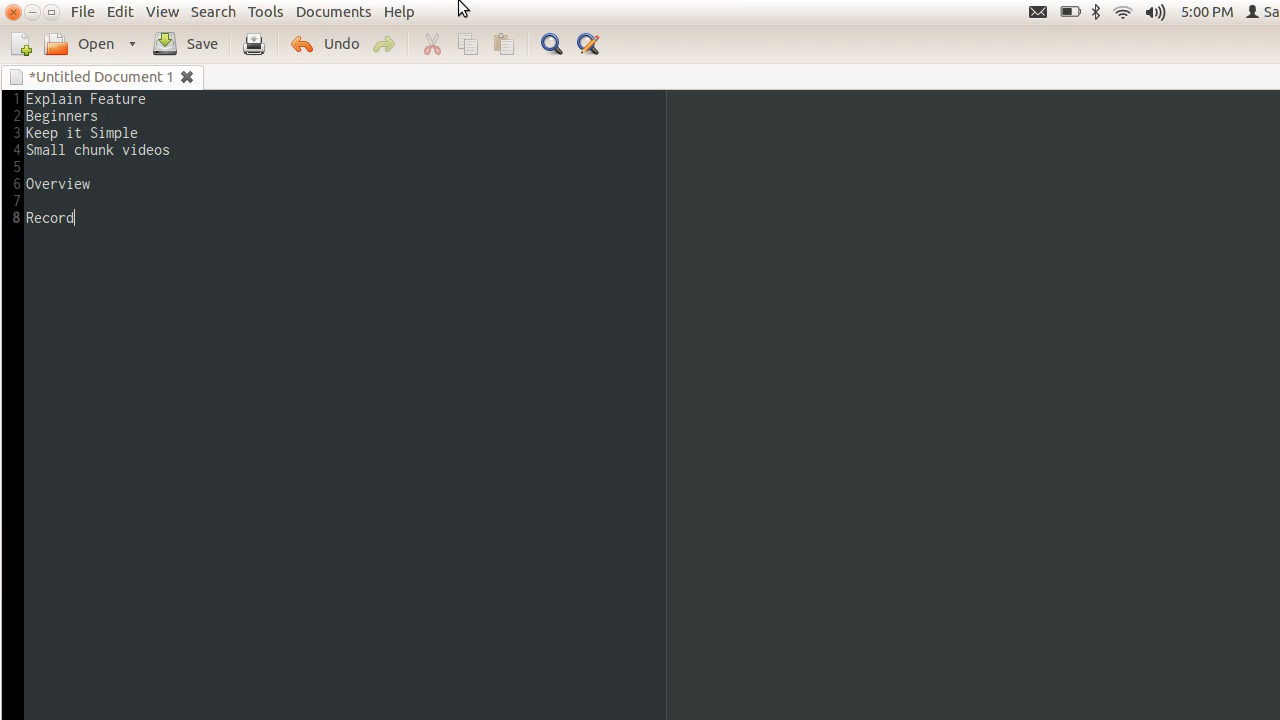 File Edit View Search Tools Documents Help 5:00 PM Sa
Open Save Undo
*Untitled Document 1
1 Explain Feature
2 Beginners
3 Keep it Simple
4 Small chunk videos
5
6 Overview
7
8 Record